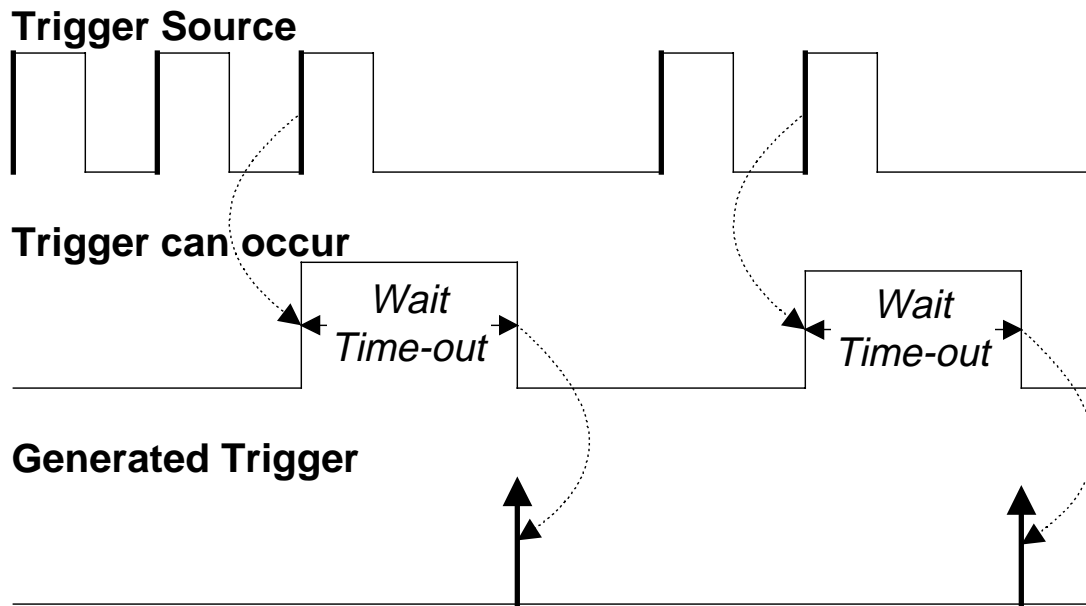 Trigger Source
Trigger can occur
Wait
Time-out
Wait
Time-out
Generated Trigger